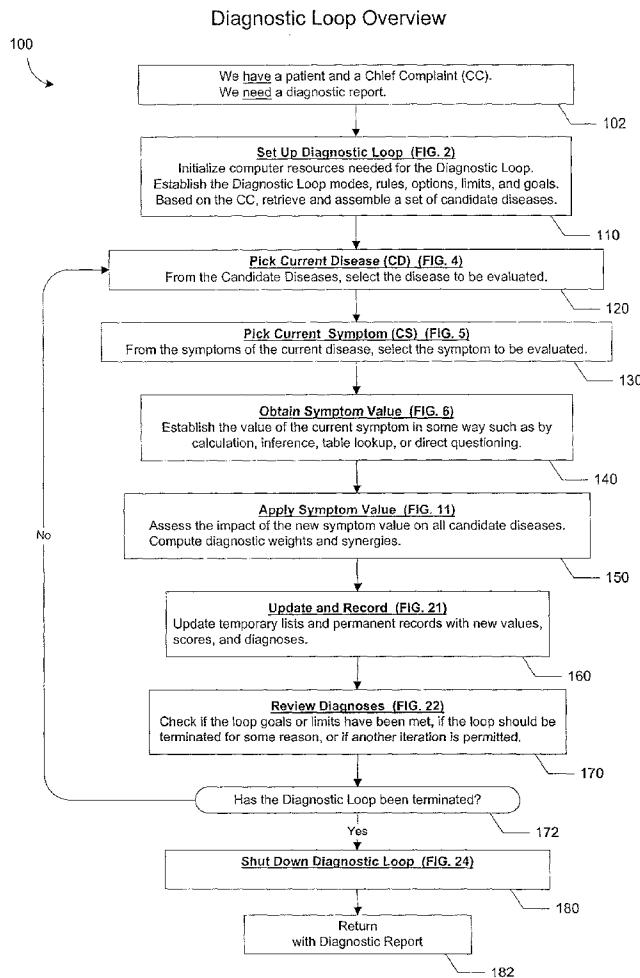 Diagnostic Loop Overview
100
We have a patient and a Chief Complaint (CC).
We need a diagnostic report.
102
Set Up Diagnostic Loop (FIG. 2)
Initialize computer resources needed for the Diagnostic Loop.
Establish the Diagnostic Loop modes, rules, options, limits, and goals.
Based on the CC, retrieve and assemble a set of candidate diseases.
110
Pick Current Disease (CD) (FIG. 4)
From the Candidate Diseases, select the disease to be evaluated.
120
Pick Current Symptom (CS) (FIG. 5)
From the symptoms of the current disease, select the symptom to be evaluated.
130
Obtain Symptom Value (FIG. 6)
Establish the value of the current symptom in some way such as by
calculation, inference, table lookup, or direct questioning.
140
Apply Symptom Value (FIG. 11)
Assess the impact of the new symptom value on all candidate diseases.
Compute diagnostic weights and synergies.
150
No
Update and Record (FIG. 21)
Update temporary lists and permanent records with new values,
scores, and diagnoses.
160
Review Diagnoses (FIG. 22)
Check if the loop goals or limits have been met, if the loop should be
terminated for some reason, or if another iteration is permitted.
170
Has the Diagnostic Loop been terminated?
172
Yes
Shut Down Diagnostic Loop (FIG. 24)
180
Return
with Diagnostic Report
182